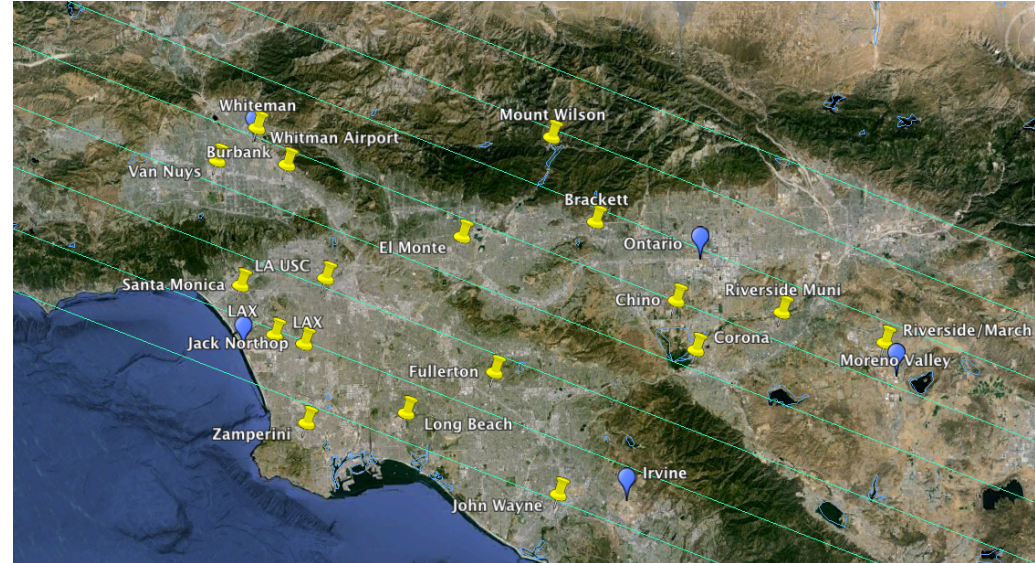 Whiteman
Mount Wilson
Whitman Airport
Burbank
Van Nuys
Brackett
El Monte
Ontario
LA USC
Santa Monica
Chino
Riverside Muni
LAX
LAX
Jack Northop
Corona
Riverside/March
Moreno Valley
Fullerton
Zamperini
Long Beach
Irvine
John Wayne